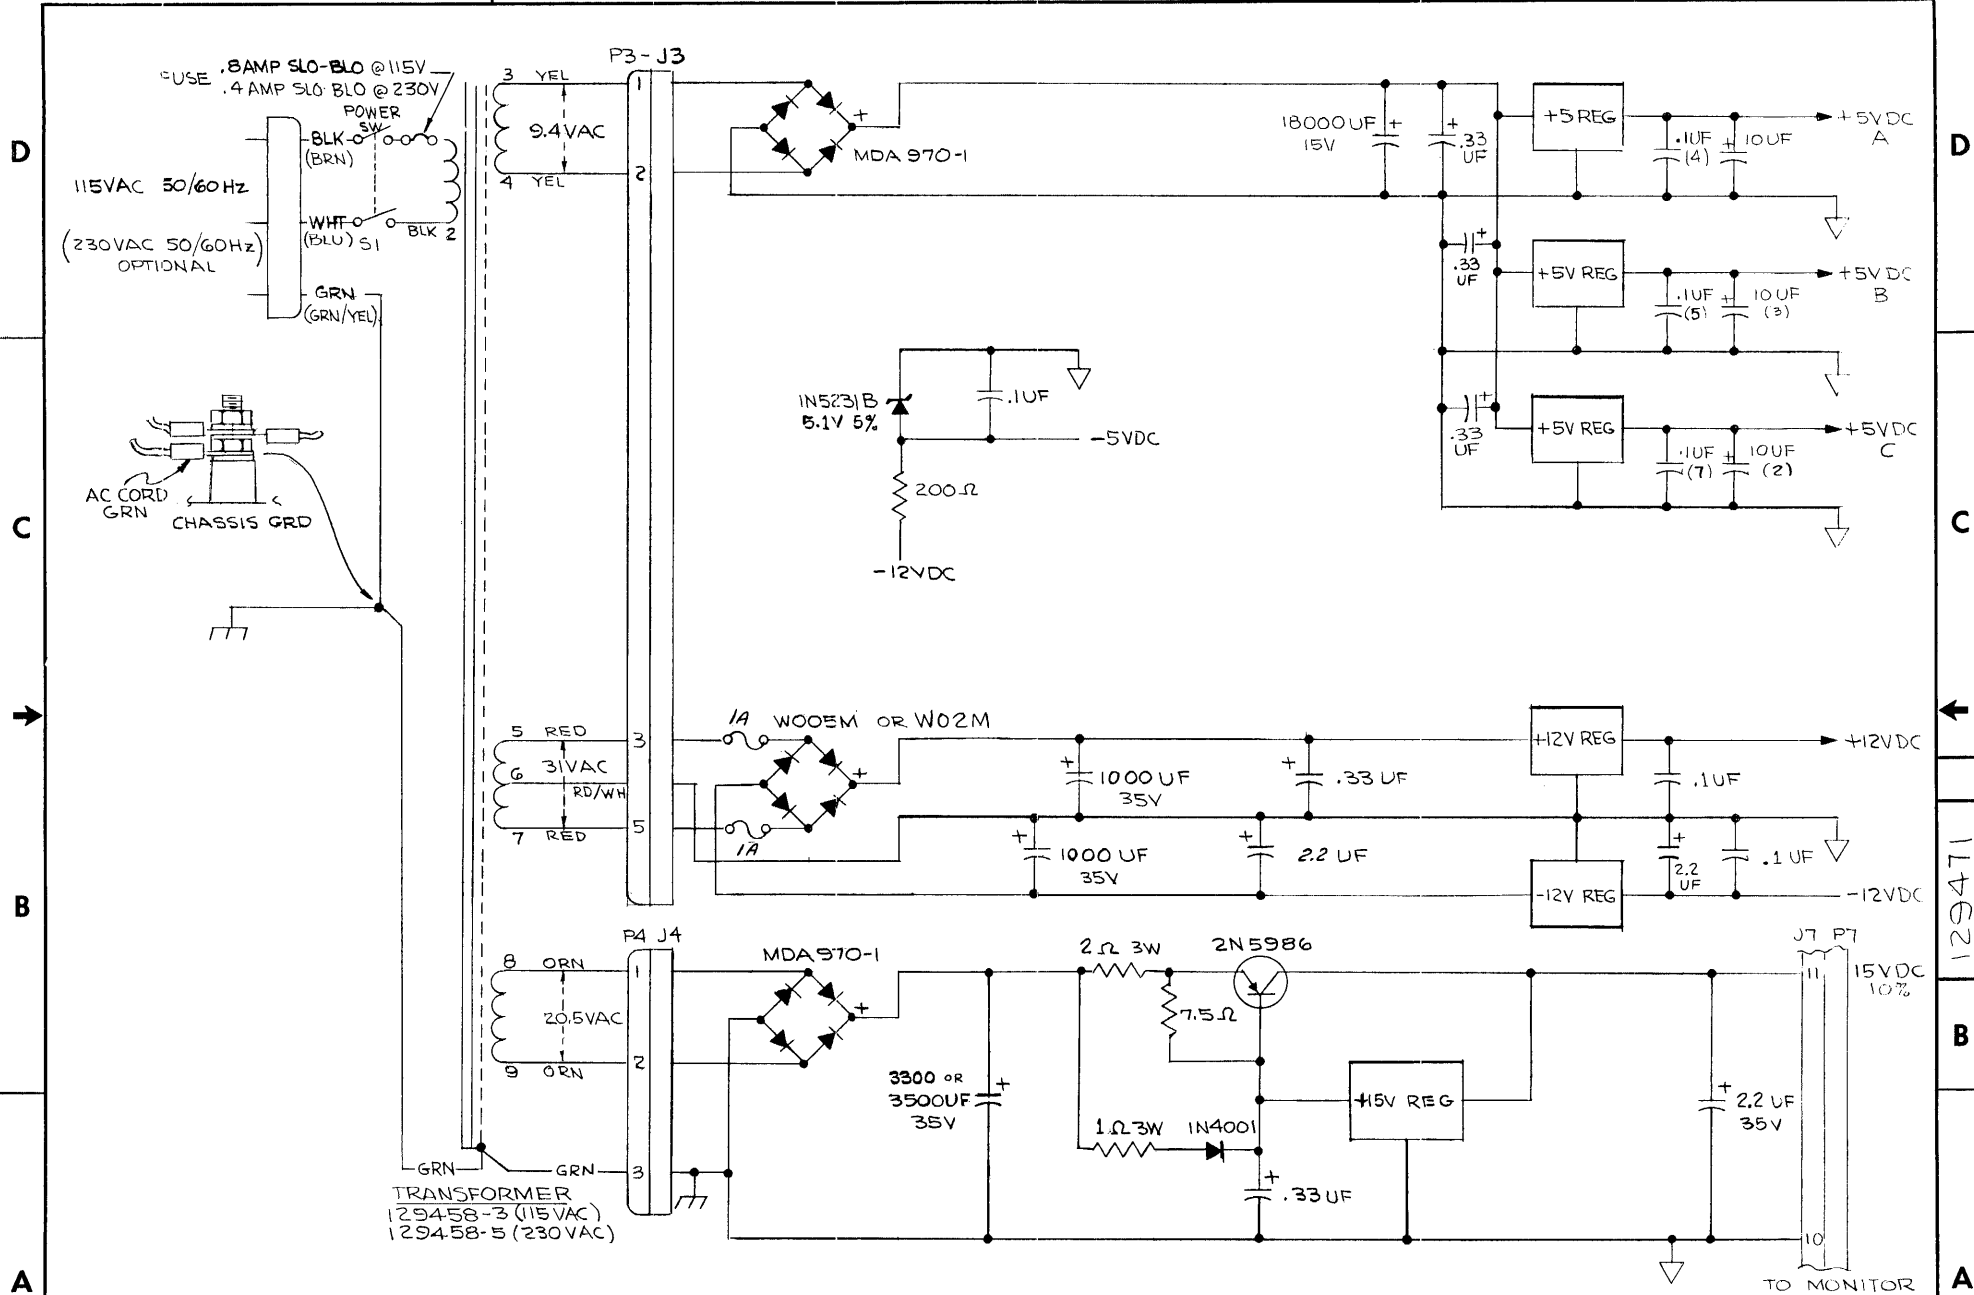 P3- J3
FUSE .8AMP SLO-BLO @115V
.4 AMP SLO BLO @ 230V
POWER
SW
BLK
(BRN)
115VAC 50/60Hz
WHT
(BLU) S1
BLK 2
(230VAC 50/60Hz)
OPTIONAL
GRN
(GRN/YEL)
3 YEL
9.4VAC
4 YEL
1
2
+
MDA 970-1
18000UF +
15V
+
.33
UF
+5 REG
.1UF
(4)
+ 10UF
+5VDC
A
+
.33
UF
+5V REG
.1UF
(5)
+ 10UF
(3)
+5VDC
B
+
.33
UF
+5V REG
.1UF
(7)
+ 10UF
(2)
+5VDC
C
1N5231B
5.1V 5%
.1UF
-5VDC
200Ω
-12VDC
AC CORD
GRN
CHASSIS GRD
D
D
C
C
B
B
B
A
A
5 RED
31VAC
6
RD/WH
7 RED
3
5
1A
1A
W005M OR W02M
+
+
1000 UF
35V
+
.33 UF
+12V REG
.1UF
+12VDC
+
1000 UF
35V
+
2.2 UF
-12V REG
+
2.2
UF
.1 UF
-12VDC
129471
P4 J4
8 ORN
20.5VAC
9 ORN
1
2
3
MDA970-1
+
3300 OR
3500UF
35V
+
2Ω 3W
2N5986
7.5Ω
1Ω 3W
1N4001
+
.33UF
+15V REG
+
2.2 UF
35V
J7 P7
11
15VDC
10%
10
TO MONITOR
GRN
GRN
TRANSFORMER
129458-3 (115VAC)
129458-5 (230VAC)